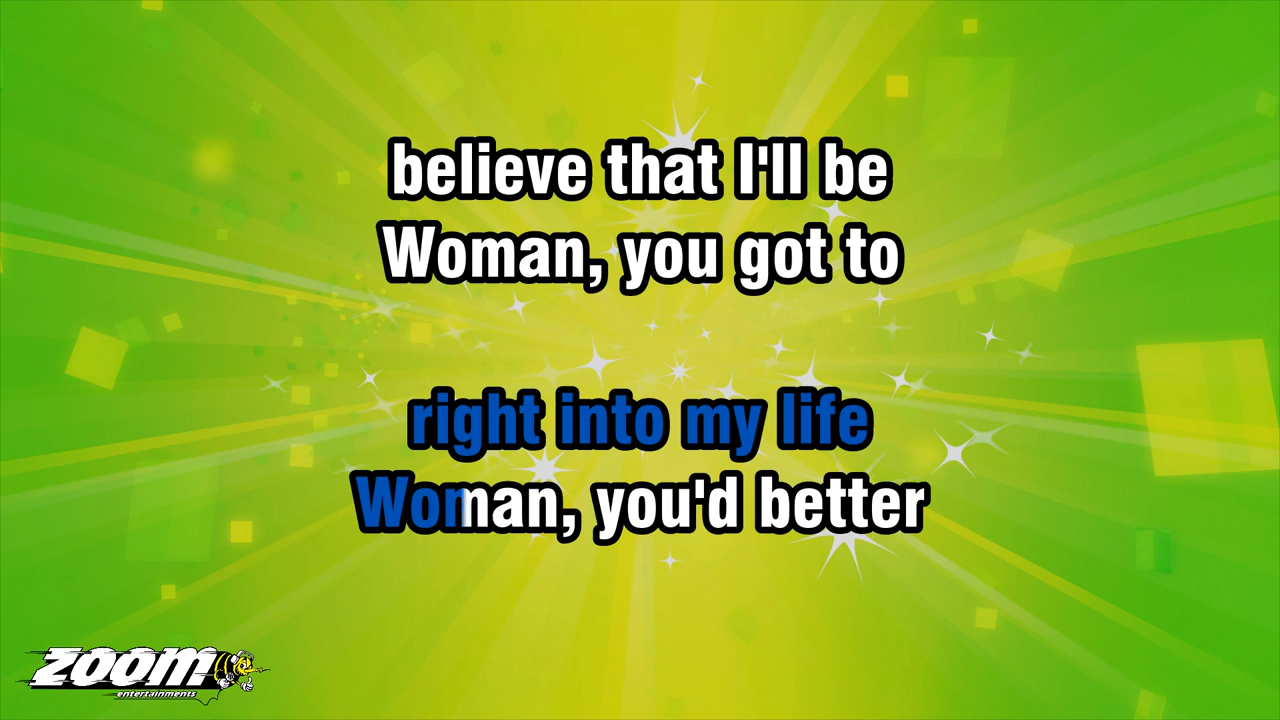 believe that I'll be
Woman, you got to
right into my life
Woman, you'd better
ZOOM
entertainments